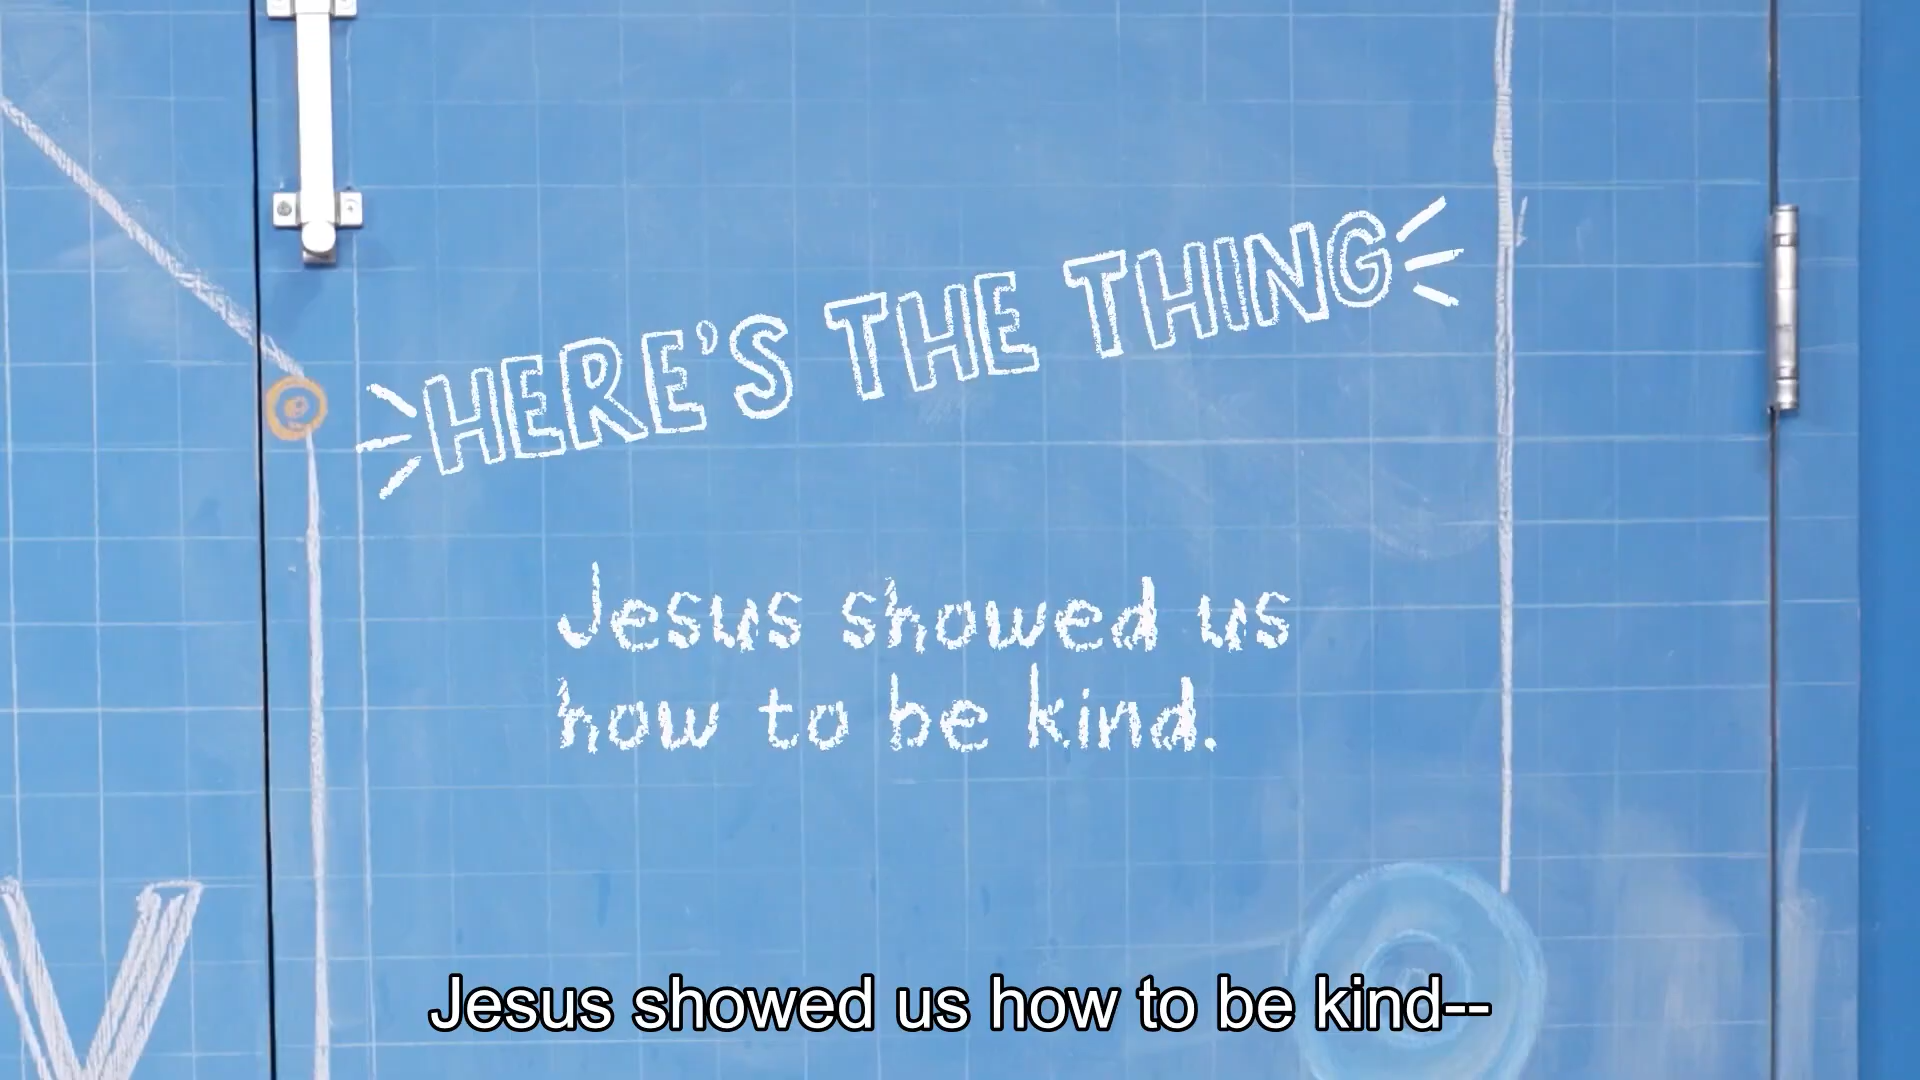 HERE'S THE THING
Jesus showed us
how to be kind.
V
Jesus showed us how to be kind--